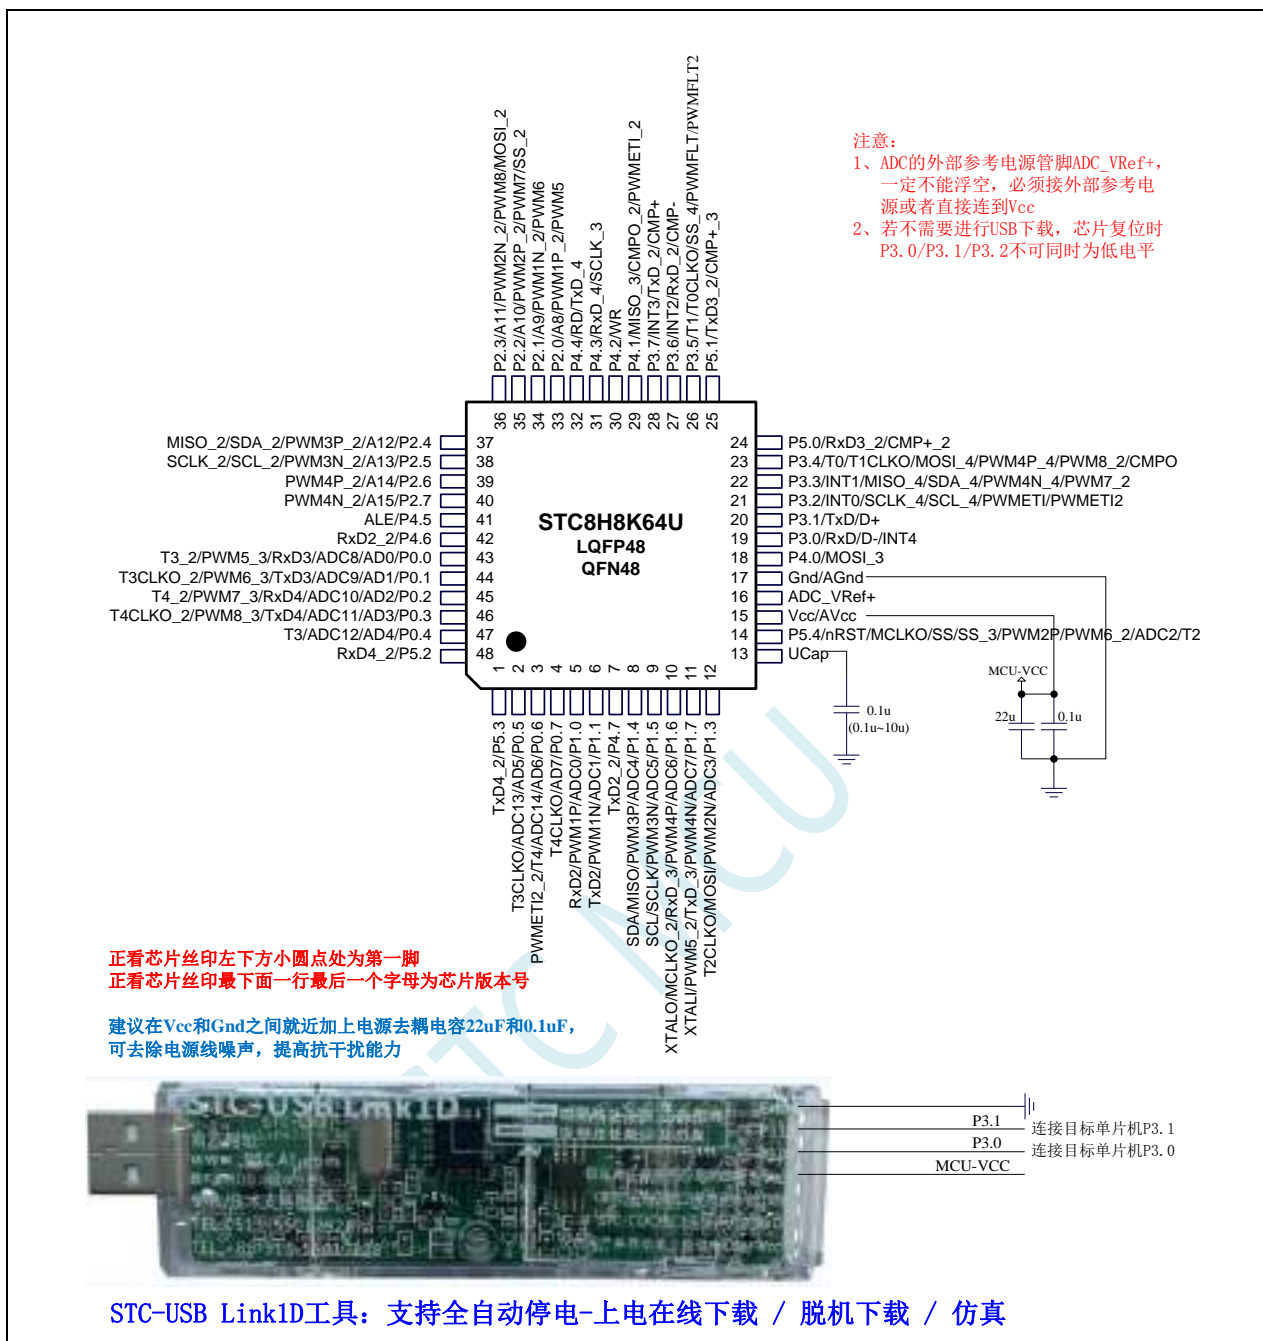 P2.3/A11/PWM2N_2/PWM8/MOSI_2
P2.2/A10/PWM2P_2/PWM7/SS_2
P2.1/A9/PWM1N_2/PWM6
P2.0/A8/PWM1P_2/PWM5
P4.4/RD/TxD_4
P4.3/RxD_4/SCLK_3
P4.2/WR
P4.1/MISO_3/CMPO_2/PWMETI_2
P3.7/INT3/TxD_2/CMP+
P3.6/INT2/RxD_2/CMP-
P3.5/T1/T0CLKO/SS_4/PWMFLT/PWMFLT2
P5.1/TxD3_2/CMP+_3
注意：
1、ADC的外部参考电源管脚ADC_VRef+，
一定不能浮空，必须接外部参考电
源或者直接连到Vcc
2、若不需要进行USB下载，芯片复位时
P3.0/P3.1/P3.2不可同时为低电平
36 35 34 33 32 31 30 29 28 27 26 25
MISO_2/SDA_2/PWM3P_2/A12/P2.4 37
SCLK_2/SCL_2/PWM3N_2/A13/P2.5 38
PWM4P_2/A14/P2.6 39
PWM4N_2/A15/P2.7 40
ALE/P4.5 41
RxD2_2/P4.6 42
T3_2/PWM5_3/RxD3/ADC8/AD0/P0.0 43
T3CLKO_2/PWM6_3/TxD3/ADC9/AD1/P0.1 44
T4_2/PWM7_3/RxD4/ADC10/AD2/P0.2 45
T4CLKO_2/PWM8_3/TxD4/ADC11/AD3/P0.3 46
T3/ADC12/AD4/P0.4 47
RxD4_2/P5.2 48
STC8H8K64U
LQFP48
QFN48
24 P5.0/RxD3_2/CMP+_2
23 P3.4/T0/T1CLKO/MOSI_4/PWM4P_4/PWM8_2/CMPO
22 P3.3/INT1/MISO_4/SDA_4/PWM4N_4/PWM7_2
21 P3.2/INT0/SCLK_4/SCL_4/PWMETI/PWMETI2
20 P3.1/TxD/D+
19 P3.0/RxD/D-/INT4
18 P4.0/MOSI_3
17 Gnd/AGnd
16 ADC_VRef+
15 Vcc/AVcc
14 P5.4/nRST/MCLKO/SS/SS_3/PWM2P/PWM6_2/ADC2/T2
13 UCap
1 2 3 4 5 6 7 8 9 10 11 12
TxD4_2/P5.3
T3CLKO/ADC13/AD5/P0.5
PWMETI2_2/T4/ADC14/AD6/P0.6
T4CLKO/AD7/P0.7
RxD2/PWM1P/ADC0/P1.0
TxD2/PWM1N/ADC1/P1.1
TxD2_2/P4.7
SDA/MISO/PWM3P/ADC4/P1.4
SCL/SCLK/PWM3N/ADC5/P1.5
XTALO/MCLKO_2/RxD_3/PWM4P/ADC6/P1.6
XTALI/PWM5_2/TxD_3/PWM4N/ADC7/P1.7
T2CLKO/MOSI/PWM2N/ADC3/P1.3
0.1u
(0.1u~10u)
MCU-VCC
22u 0.1u
STC MCU
正看芯片丝印左下方小圆点处为第一脚
正看芯片丝印最下面一行最后一个字母为芯片版本号
建议在Vcc和Gnd之间就近加上电源去耦电容22uF和0.1uF，
可去除电源线噪声，提高抗干扰能力
P3.1 连接目标单片机P3.1
P3.0 连接目标单片机P3.0
MCU-VCC
STC-USB Link1D工具：支持全自动停电-上电在线下载 / 脱机下载 / 仿真